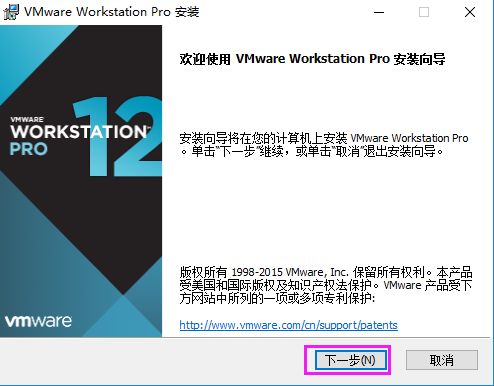 VMware Workstation Pro 安装
VMWARE
WORKSTATION™
PRO 12
vmware
欢迎使用 VMware Workstation Pro 安装向导
安装向导将在您的计算机上安装 VMware Workstation Pro
。单击“下一步”继续，或单击“取消”退出安装向导。
版权所有 1998-2015 VMware, Inc. 保留所有权利。本产品
受美国和国际版权及知识产权法保护。VMware 产品受下
方网站中所列的一项或多项专利保护:
http://www.vmware.com/cn/support/patents
下一步(N)
取消